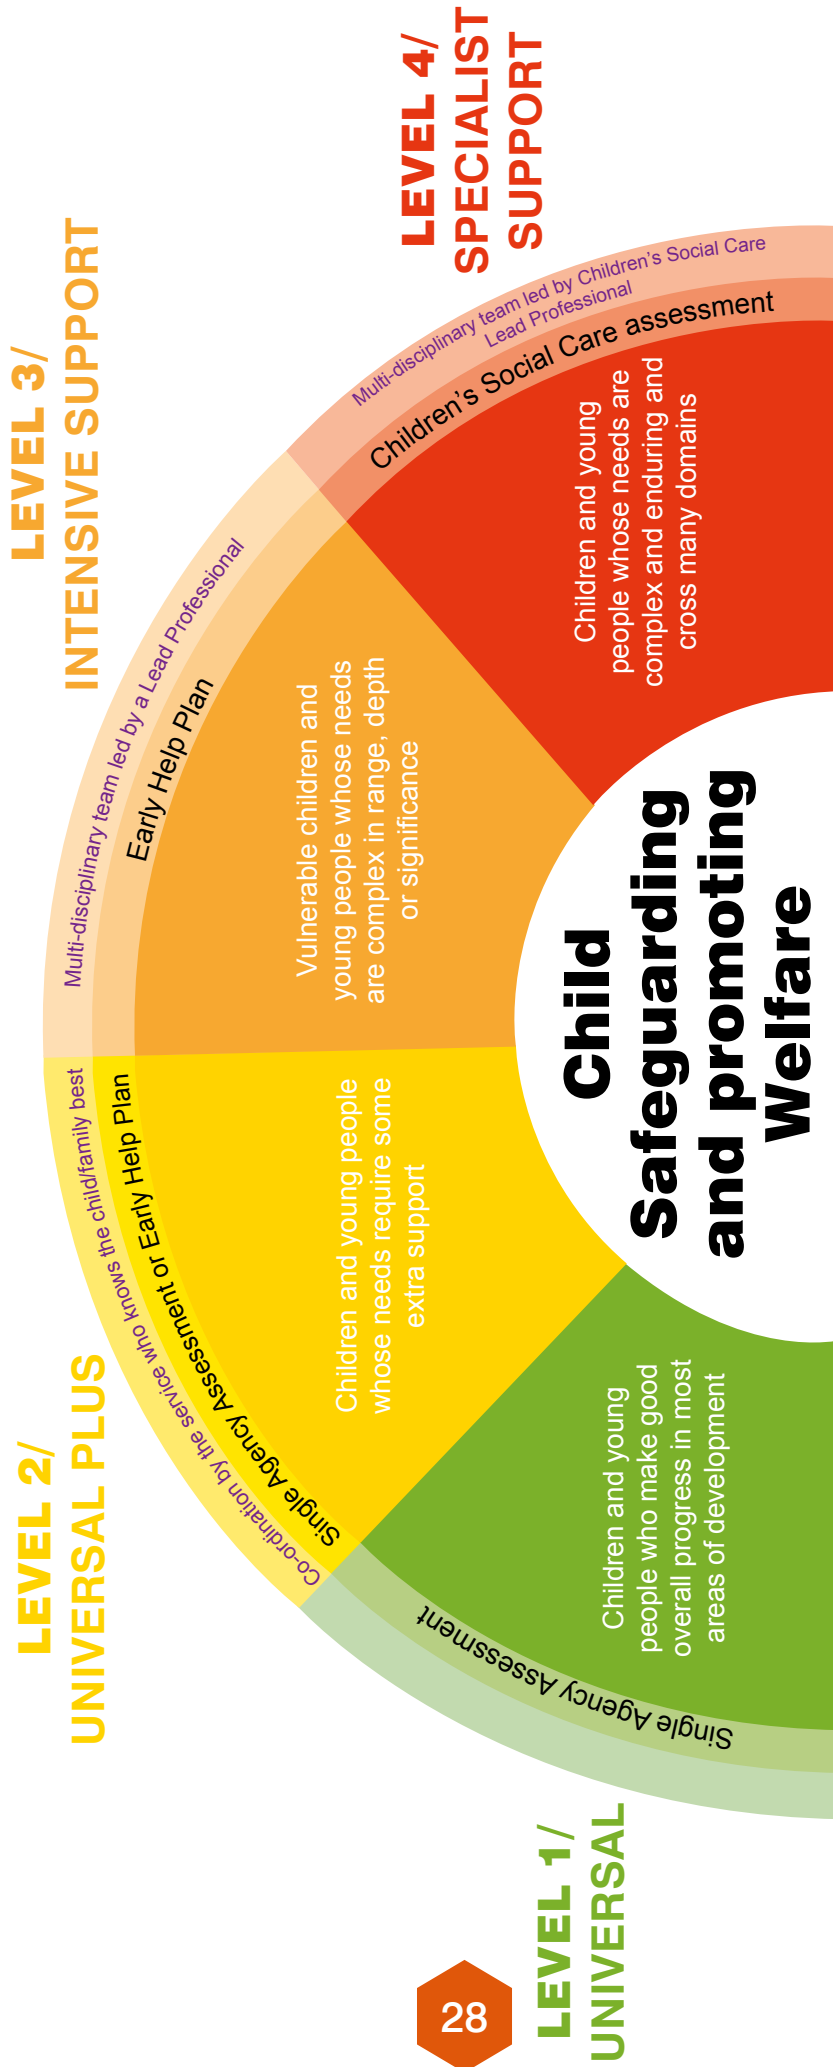 LEVEL 1/
UNIVERSAL
Single Agency Assessment
Children and young
people who make good
overall progress in most
areas of development
LEVEL 2/
UNIVERSAL PLUS
Co-ordination by the service who knows the child/family best
Single Agency Assessment or Early Help Plan
Children and young people
whose needs require some
extra support
LEVEL 3/
INTENSIVE SUPPORT
Multi-disciplinary team led by a Lead Professional
Early Help Plan
Vulnerable children and
young people whose needs
are complex in range, depth
or significance
LEVEL 4/
SPECIALIST
SUPPORT
Multi-disciplinary team led by Children's Social Care
Lead Professional
Children's Social Care assessment
Children and young
people whose needs are
complex and enduring and
cross many domains
Child
Safeguarding
and promoting
Welfare
28